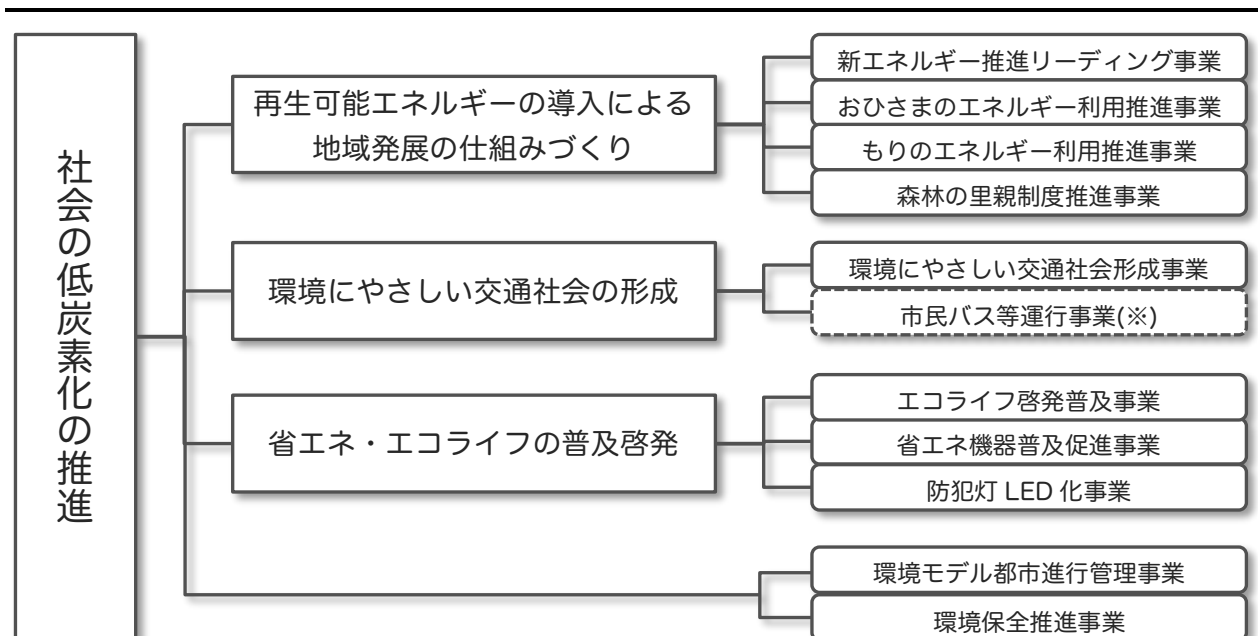 社会の低炭素化の推進
再生可能エネルギーの導入による
地域発展の仕組みづくり
新エネルギー推進リーディング事業
おひさまのエネルギー利用推進事業
もりのエネルギー利用推進事業
森林の里親制度推進事業
環境にやさしい交通社会の形成
環境にやさしい交通社会形成事業
市民バス等運行事業(※)
省エネ・エコライフの普及啓発
エコライフ啓発普及事業
省エネ機器普及促進事業
防犯灯 LED 化事業
環境モデル都市進行管理事業
環境保全推進事業